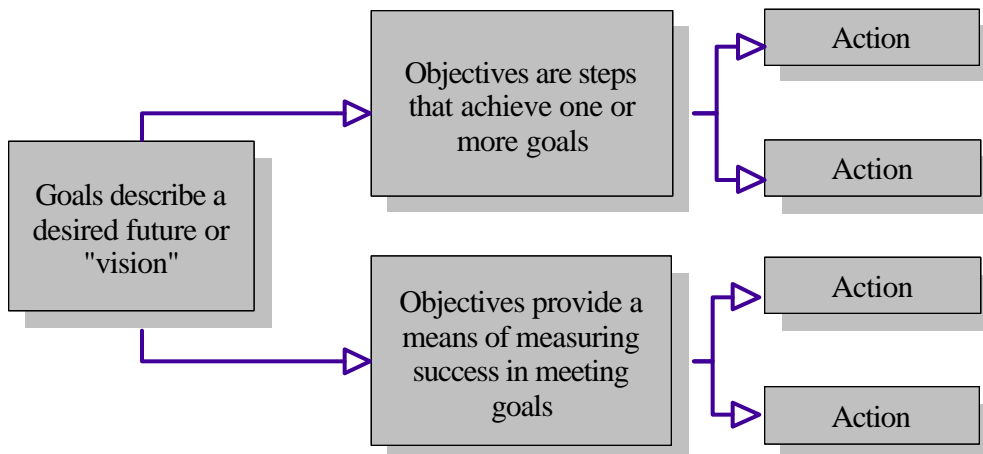 Goals describe a
desired future or
"vision"
Objectives are steps
that achieve one or
more goals
Action
Action
Objectives provide a
means of measuring
success in meeting
goals
Action
Action